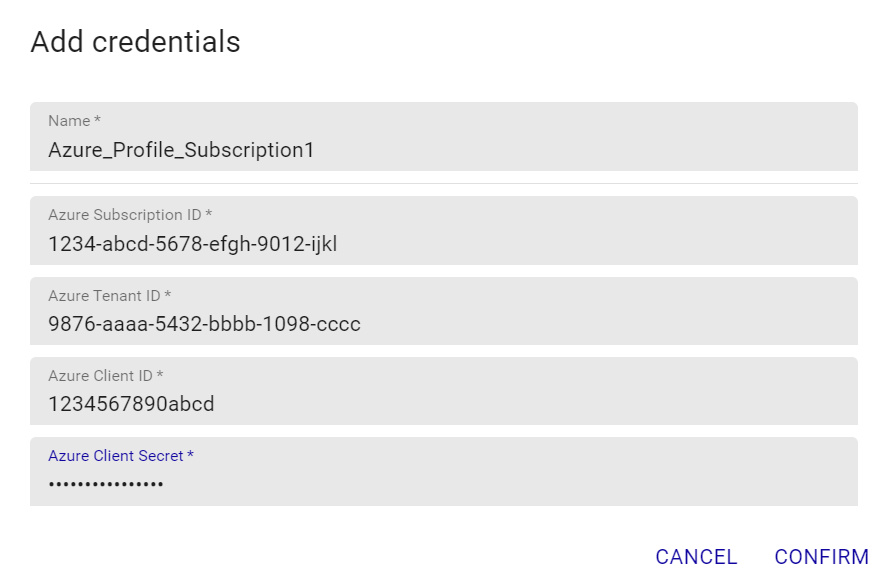 Add credentials
Name *
Azure_Profile_Subscription1
Azure Subscription ID *
1234-abcd-5678-efgh-9012-ijkl
Azure Tenant ID *
9876-aaaa-5432-bbbb-1098-cccc
Azure Client ID *
1234567890abcd
Azure Client Secret *
••••••••••••••••
CANCEL CONFIRM